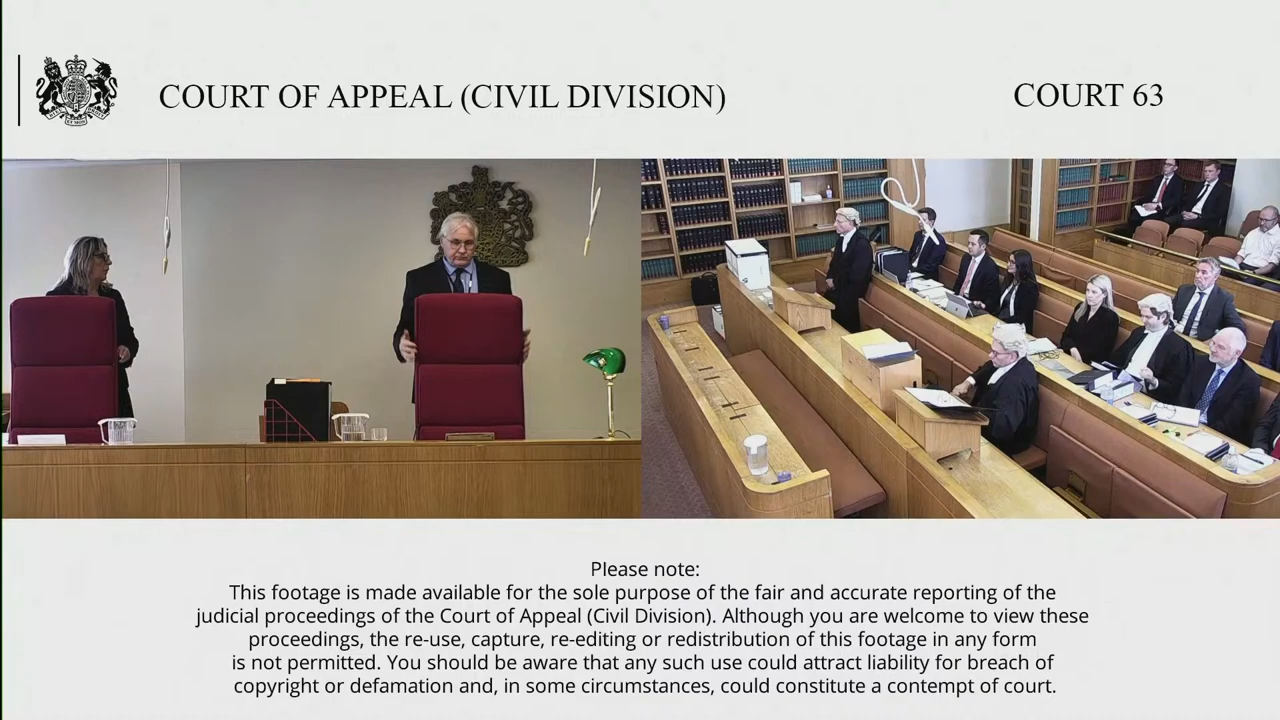 COURT OF APPEAL (CIVIL DIVISION)
COURT 63
Please note:
This footage is made available for the sole purpose of the fair and accurate reporting of the
judicial proceedings of the Court of Appeal (Civil Division). Although you are welcome to view these
proceedings, the re-use, capture, re-editing or redistribution of this footage in any form
is not permitted. You should be aware that any such use could attract liability for breach of
copyright or defamation and, in some circumstances, could constitute a contempt of court.